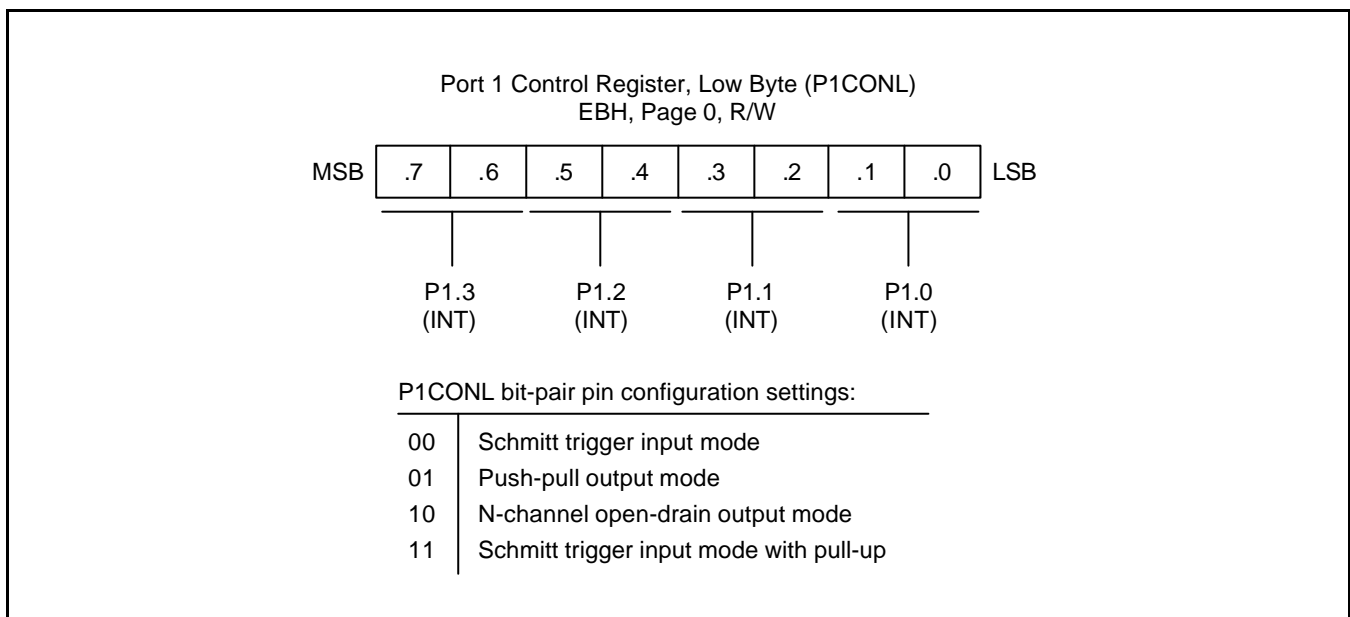 Port 1 Control Register, Low Byte (P1CONL)
EBH, Page 0, R/W
MSB .7 .6 .5 .4 .3 .2 .1 .0 LSB
P1.3 P1.2 P1.1 P1.0
(INT) (INT) (INT) (INT)
P1CONL bit-pair pin configuration settings:
00 Schmitt trigger input mode
01 Push-pull output mode
10 N-channel open-drain output mode
11 Schmitt trigger input mode with pull-up